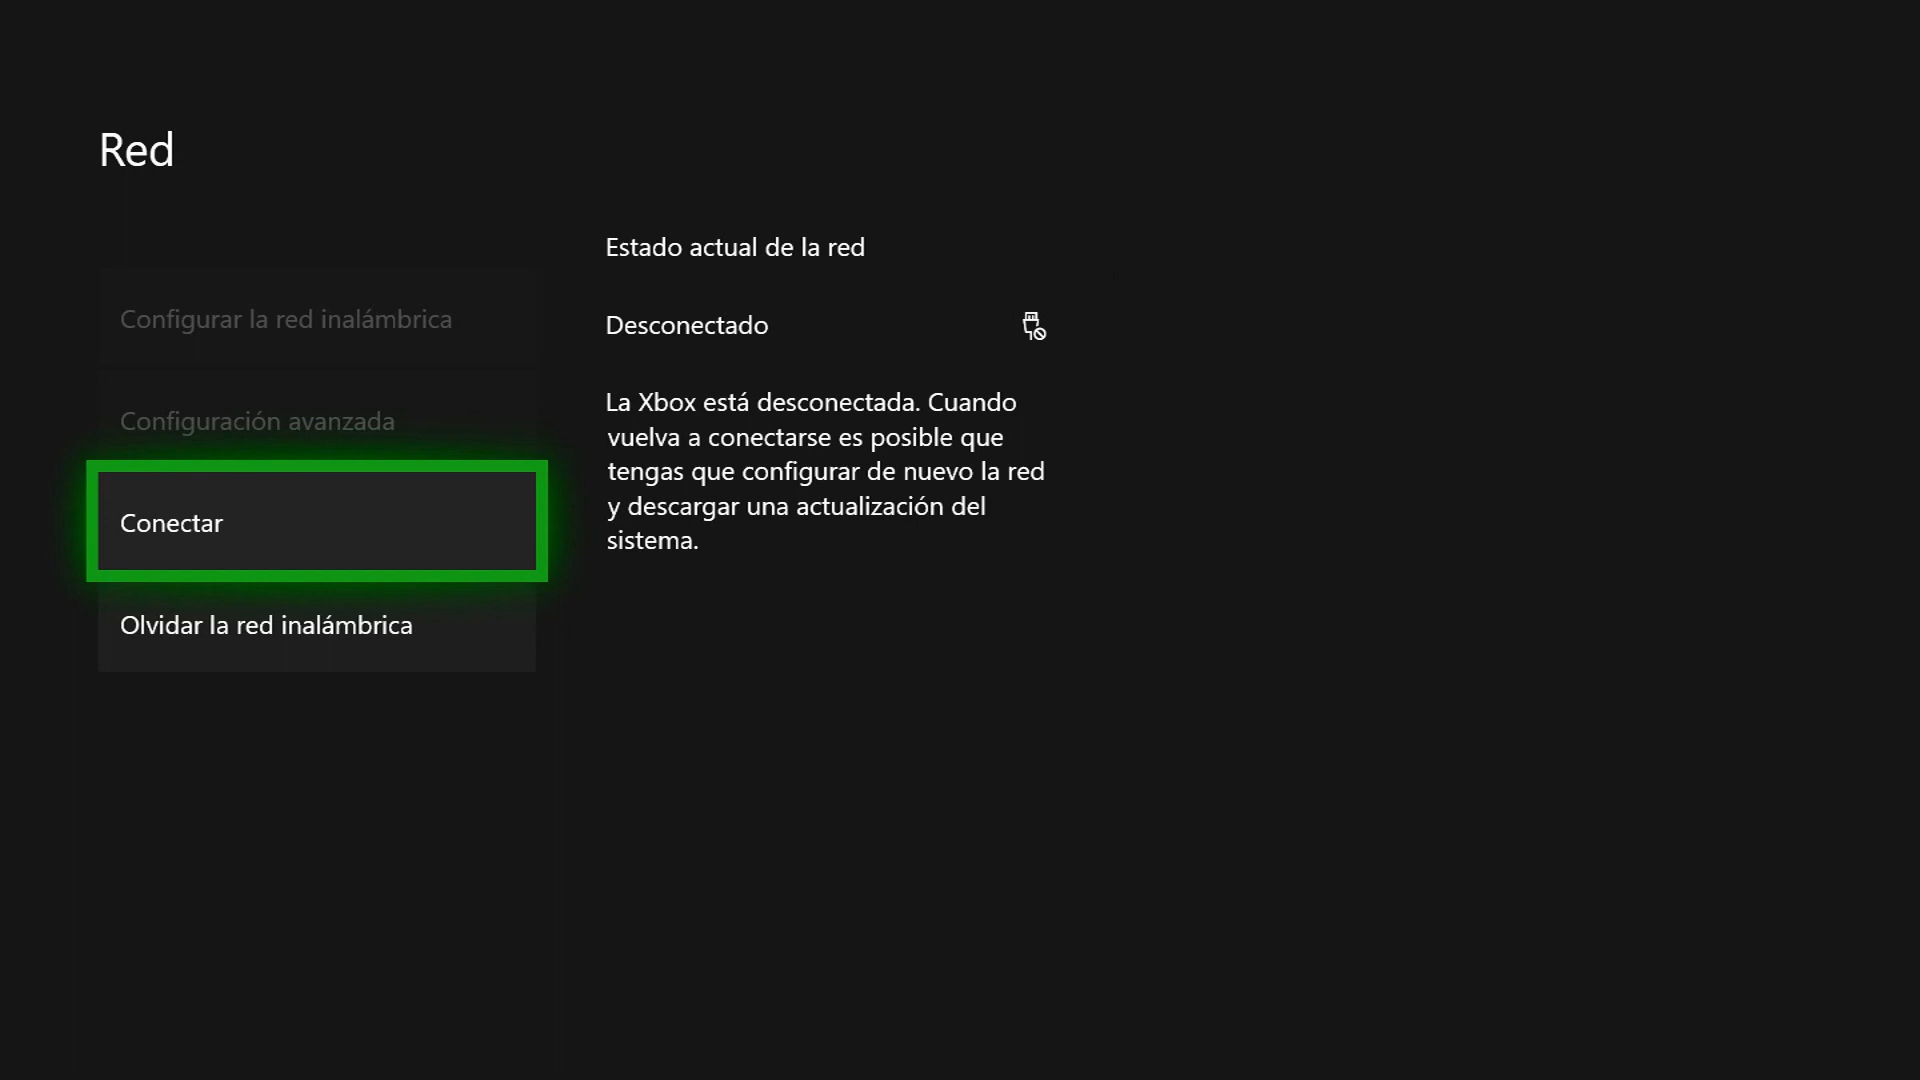 Red
Configurar la red inalámbrica
Configuración avanzada
Conectar
Olvidar la red inalámbrica
Estado actual de la red
Desconectado
La Xbox está desconectada. Cuando
vuelva a conectarse es posible que
tengas que configurar de nuevo la red
y descargar una actualización del
sistema.